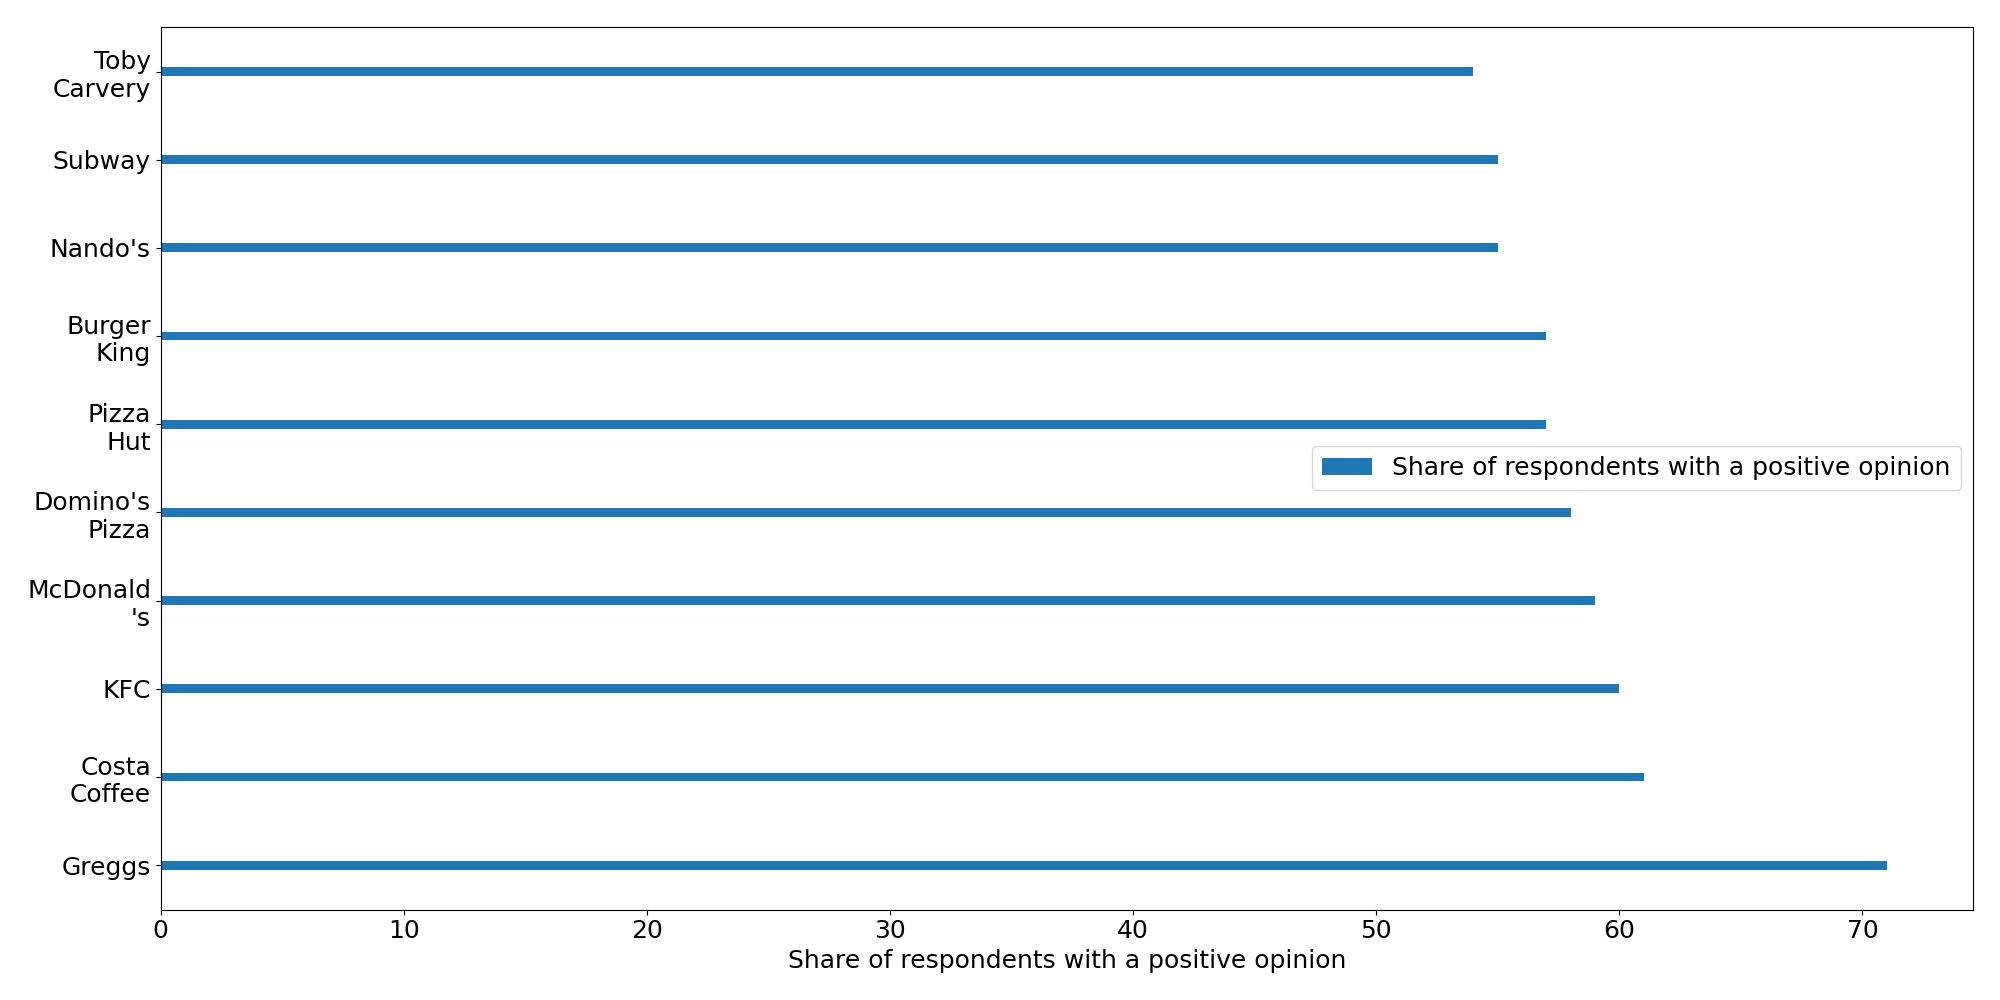 Toby
Carvery
Subway
Nando's
Burger
King
Pizza
Hut
Domino's
Pizza
McDonald
's
KFC
Costa
Coffee
Greggs
Share of respondents with a positive opinion
0 10 20 30 40 50 60 70
Share of respondents with a positive opinion